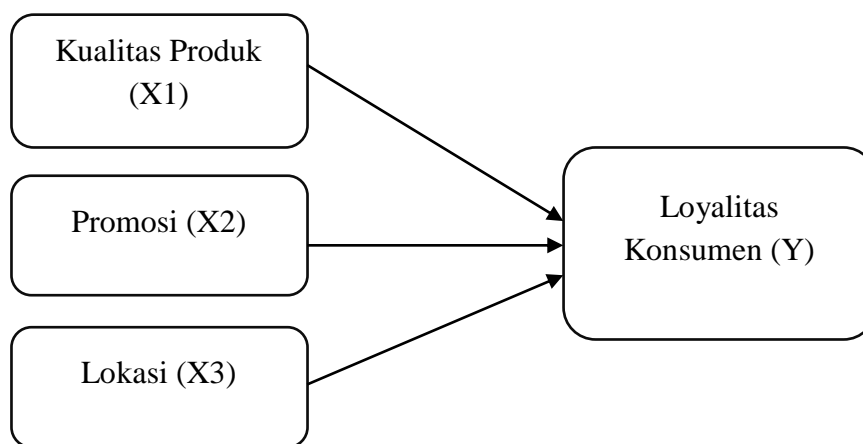 Kualitas Produk
(X1)
Promosi (X2)
Lokasi (X3)
Loyalitas
Konsumen (Y)